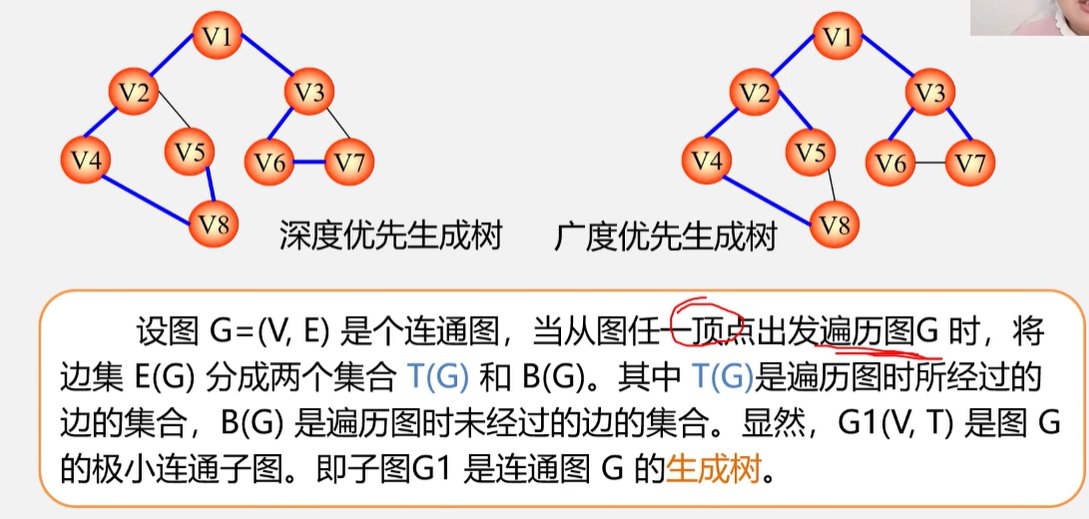 V1
V2
V3
V4
V5
V6
V7
V8
深度优先生成树
V1
V2
V3
V4
V5
V6
V7
V8
广度优先生成树
设图 G=(V, E) 是个连通图，当从图任一顶点出发遍历图G 时，将
边集 E(G) 分成两个集合 T(G) 和 B(G)。其中 T(G)是遍历图时所经过的
边的集合，B(G) 是遍历图时未经过的边的集合。显然，G1(V, T) 是图 G
的极小连通子图。即子图G1 是连通图 G 的生成树。